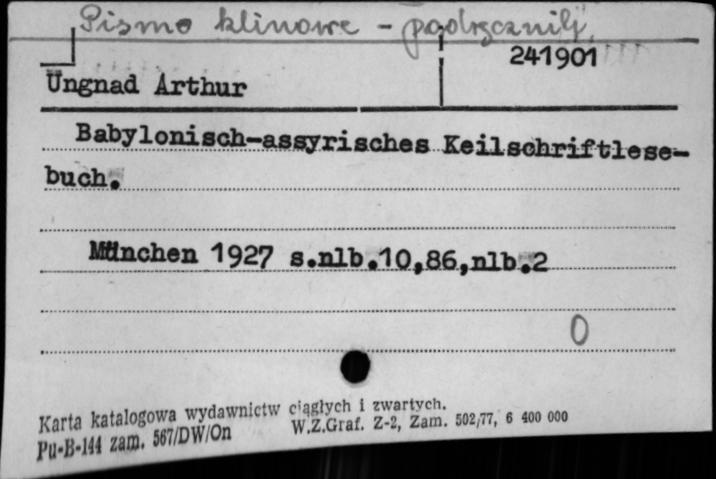 Pismo klinowe - podręczniki
241901
Ungnad Arthur
Babylonisch-assyrisches Keilschriftlese-
buch.
München 1927 s.nlb.10,86,nlb.2
0
Karta katalogowa wydawnictw ciągłych i zwartych.
Pu-B-144 zam. 567/DW/On W.Z.Graf. Z-2, Zam. 502/77, 6 400 000